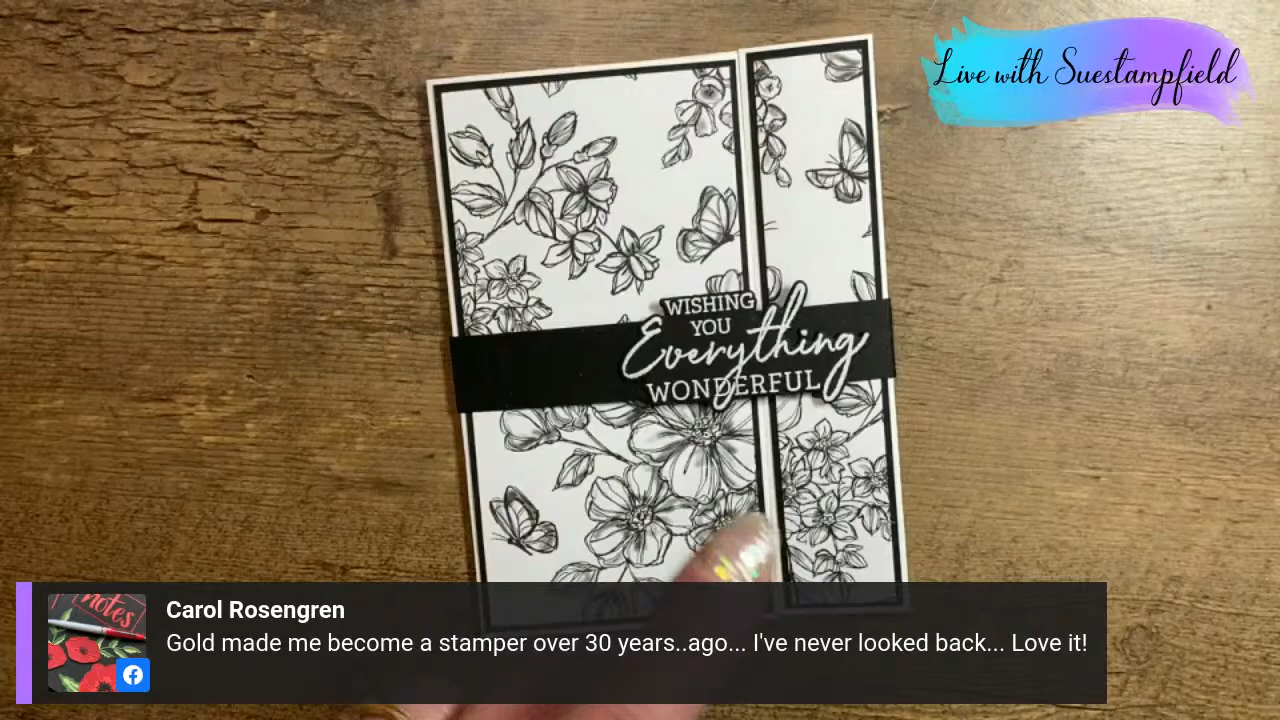 Live with Suestampfield
WISHING
YOU
Everything
WONDERFUL
notes
Carol Rosengren
Gold made me become a stamper over 30 years..ago... I've never looked back... Love it!